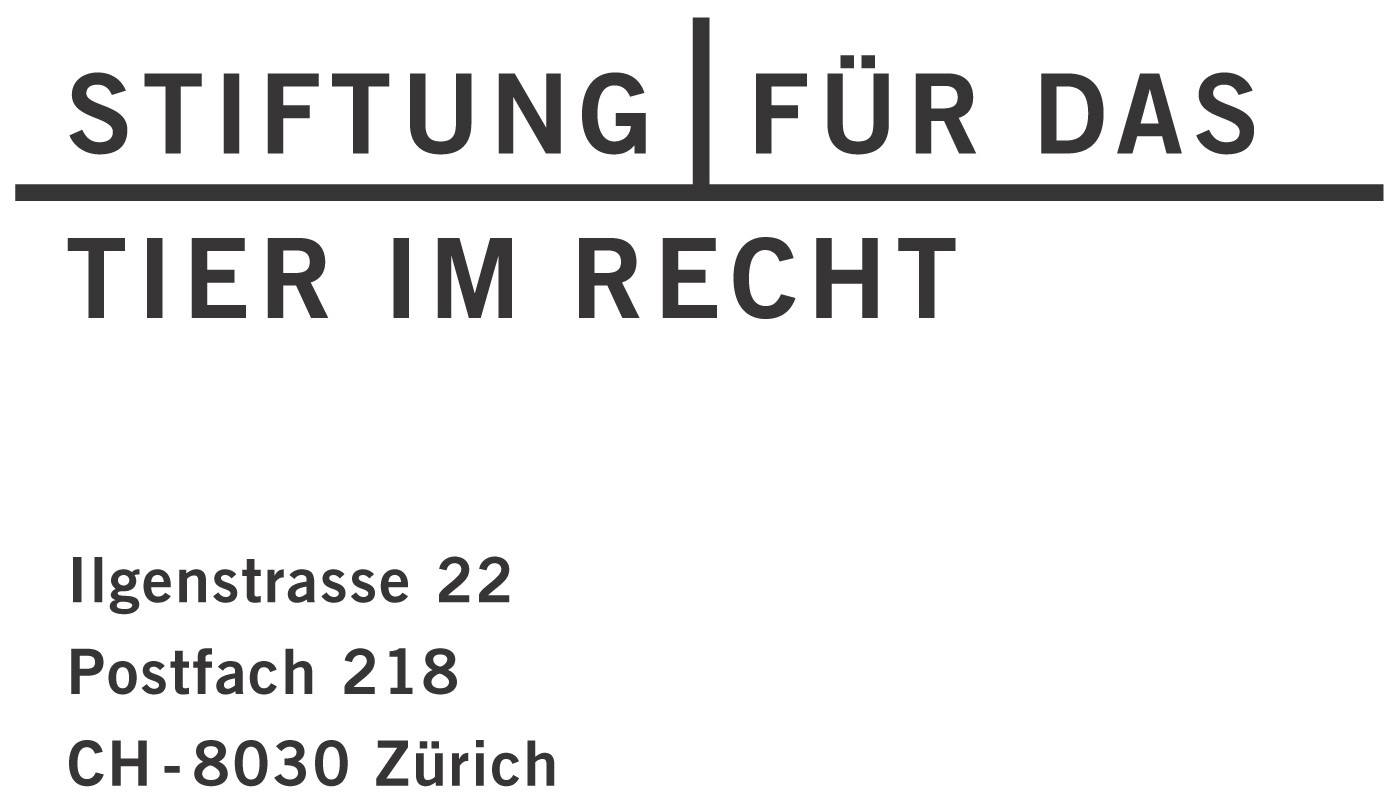 STIFTUNG FÜR DAS
TIER IM RECHT
Ilgenstrasse 22
Postfach 218
CH-8030 Zürich